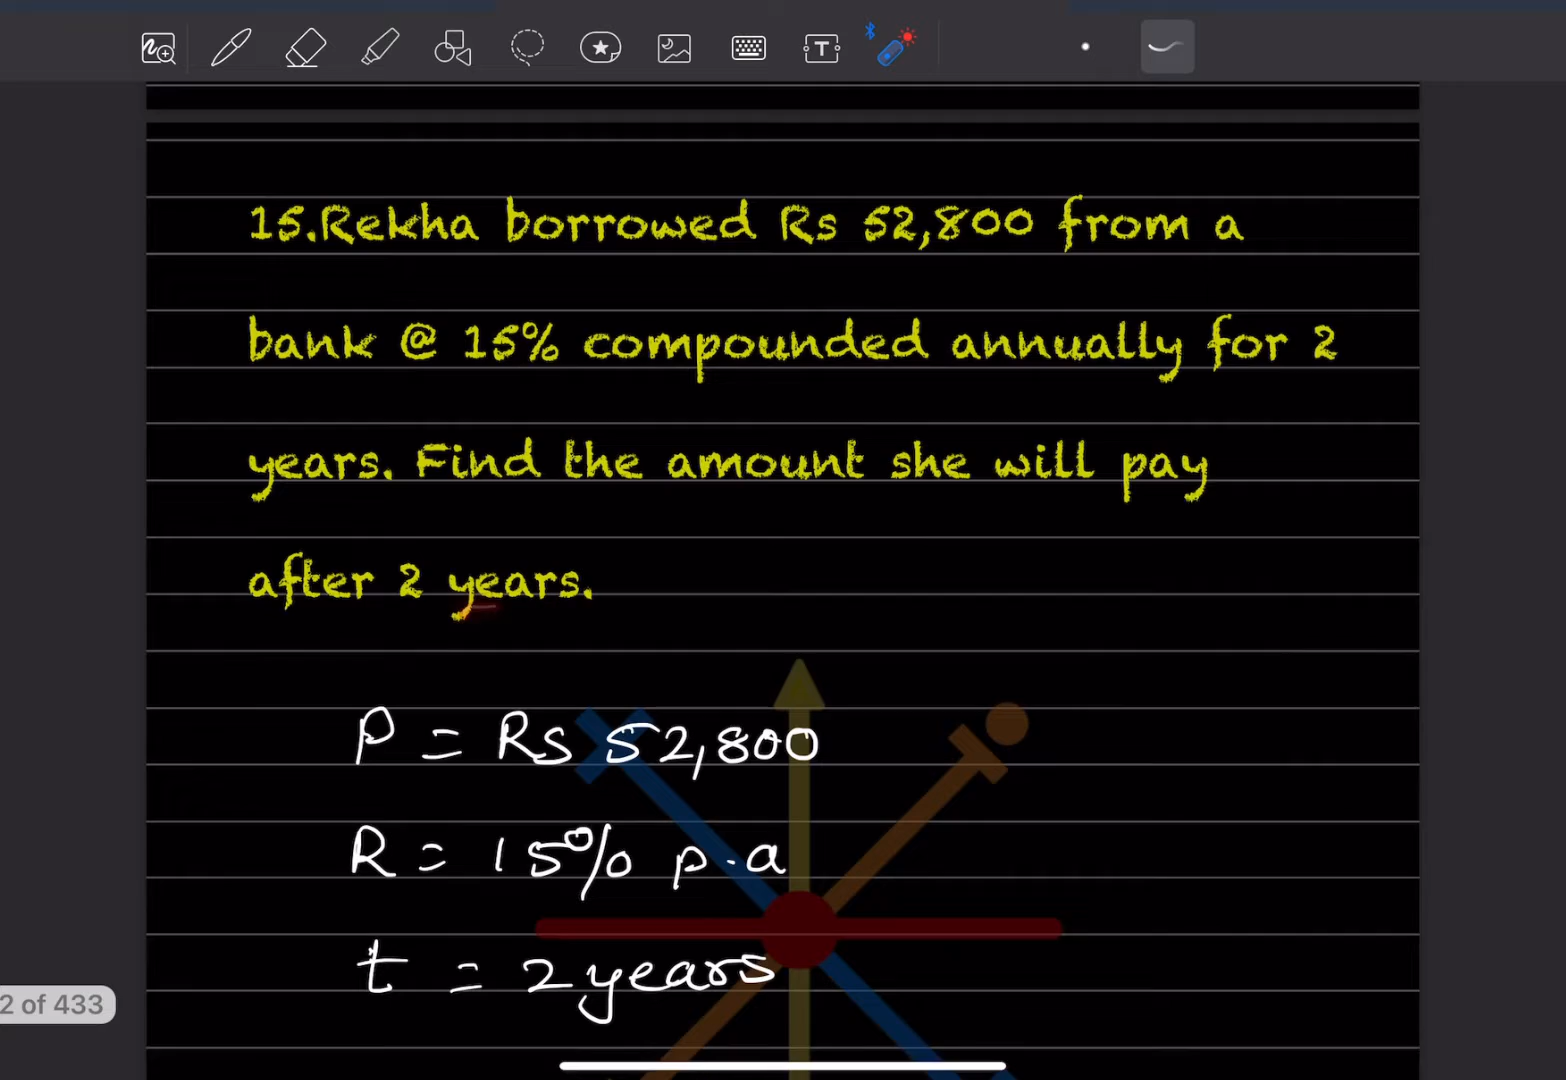 15.Rekha borrowed Rs 52,800 from a
bank @ 15% compounded annually for 2
years. Find the amount she will pay
after 2 years.
P = Rs 52,800
R = 15% p.a
t = 2 years
2 of 433